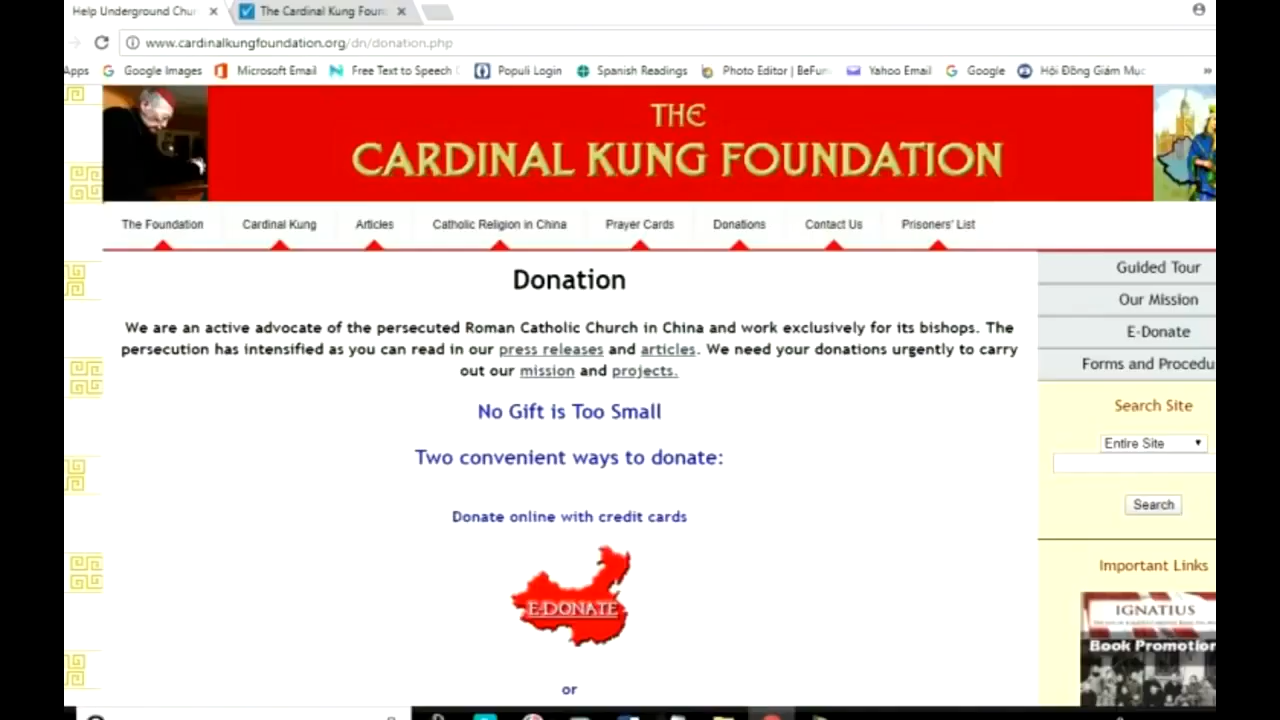 Help Underground Chur
The Cardinal Kung Foun
www.cardinalkungfoundation.org/dn/donation.php
Apps Google Images Microsoft Email Free Text to Speech Populi Login Spanish Readings Photo Editor | BeFun Yahoo Email Google Hội Đồng Giám Mục »
THE
CARDINAL KUNG FOUNDATION
The Foundation Cardinal Kung Articles Catholic Religion in China Prayer Cards Donations Contact Us Prisoners' List
Donation
We are an active advocate of the persecuted Roman Catholic Church in China and work exclusively for its bishops. The
persecution has intensified as you can read in our press releases and articles. We need your donations urgently to carry
out our mission and projects.
No Gift is Too Small
Two convenient ways to donate:
Donate online with credit cards
E-DONATE
or
Guided Tour
Our Mission
E-Donate
Forms and Procedu
Search Site
Entire Site
Search
Important Links
IGNATIUS
Book Promotion